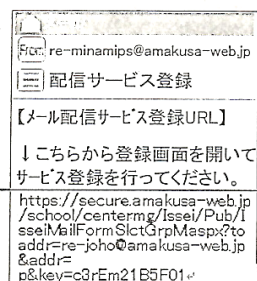 From re-minamips@amakusa-web.jp
配信サービス登録
【メール配信サービス登録URL】
↓こちらから登録画面を開いて
サービス登録を行ってください。
https://secure.amakusa-web.jp
/school/centermg/Issei/Pub/I
sseiMailFormSlctGrpMaspx?to
addr=re-joho@amakusa-web.jp
&addr=
p&key=c3rEm21B5F01↵